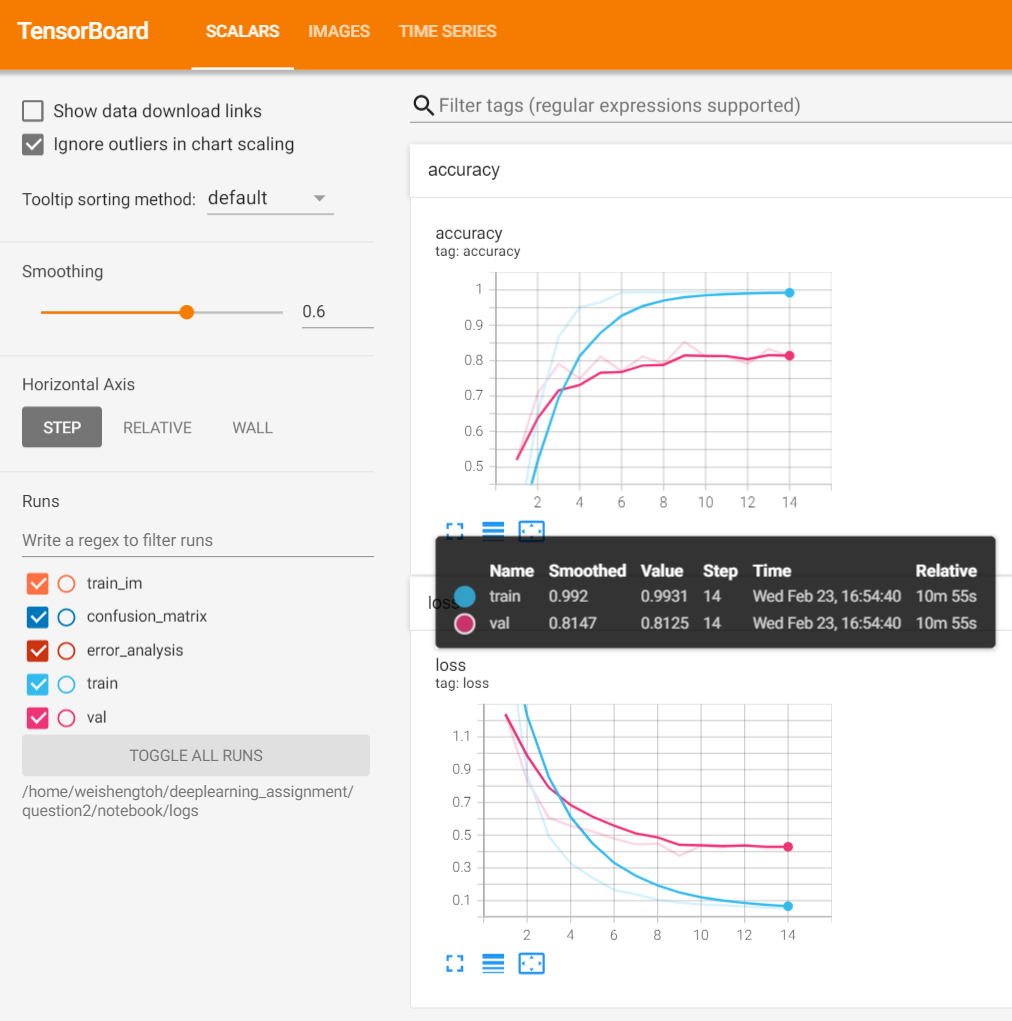 TensorBoard SCALARS IMAGES TIME SERIES
Show data download links
Ignore outliers in chart scaling
Tooltip sorting method: default
Smoothing
0.6
Horizontal Axis
STEP RELATIVE WALL
Runs
Write a regex to filter runs
train_im
confusion_matrix
error_analysis
train
val
TOGGLE ALL RUNS
/home/weishengtoh/deeplearning_assignment/
question2/notebook/logs
Filter tags (regular expressions supported)
accuracy
accuracy
tag: accuracy
1
0.9
0.8
0.7
0.6
0.5
2 4 6 8 10 12 14
Name Smoothed Value Step Time Relative
train 0.992 0.9931 14 Wed Feb 23, 16:54:40 10m 55s
val 0.8147 0.8125 14 Wed Feb 23, 16:54:40 10m 55s
loss
loss
tag: loss
1.1
0.9
0.7
0.5
0.3
0.1
2 4 6 8 10 12 14